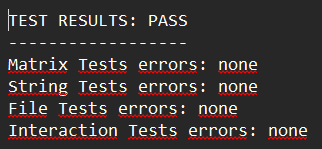 TEST RESULTS: PASS
------------------
Matrix Tests errors: none
String Tests errors: none
File Tests errors: none
Interaction Tests errors: none